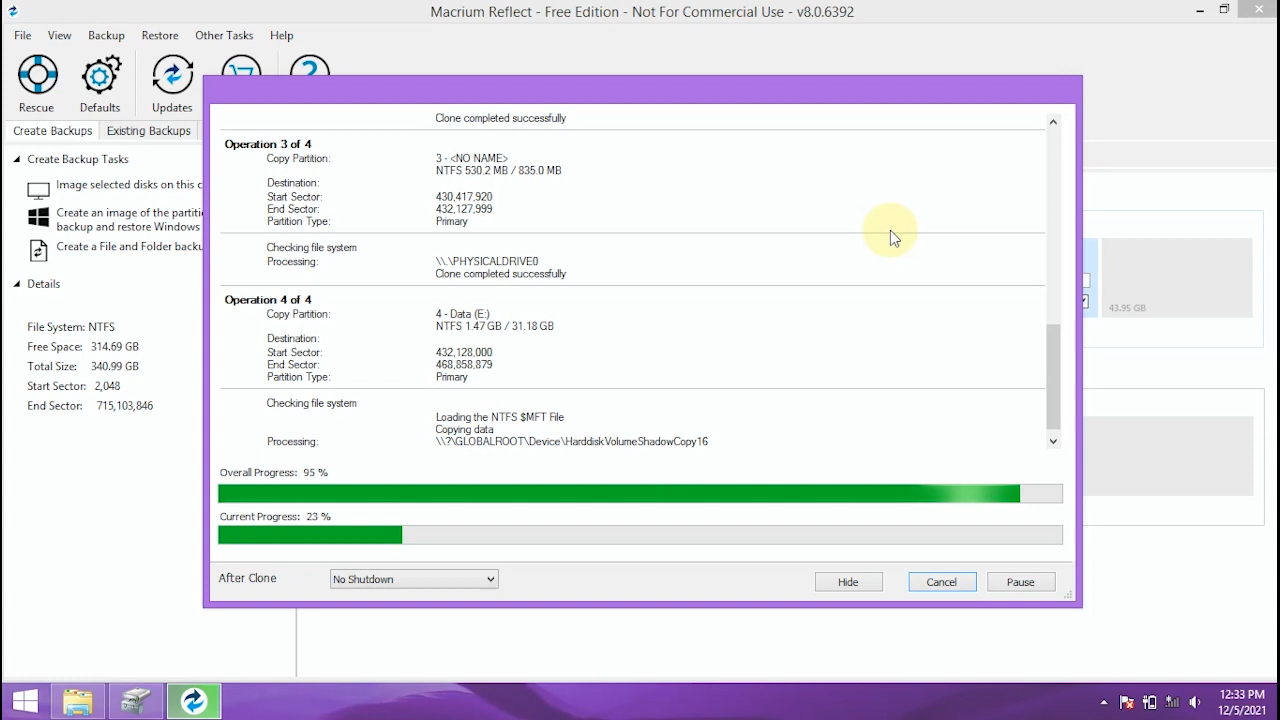 Macrium Reflect - Free Edition - Not For Commercial Use - v8.0.6392
File View Backup Restore Other Tasks Help
Rescue Defaults Updates
Create Backups Existing Backups
Create Backup Tasks
Image selected disks on this c
Create an image of the partiti
backup and restore Windows
Create a File and Folder backu
Details
File System: NTFS
Free Space: 314.69 GB
Total Size: 340.99 GB
Start Sector: 2,048
End Sector: 715,103,846
Clone completed successfully
Operation 3 of 4
Copy Partition: 3 - <NO NAME>
NTFS 530.2 MB / 835.0 MB
Destination:
Start Sector: 430,417,920
End Sector: 432,127,999
Partition Type: Primary
Checking file system
Processing: \\.\PHYSICALDRIVE0
Clone completed successfully
Operation 4 of 4
Copy Partition: 4 - Data (E:)
NTFS 1.47 GB / 31.18 GB
Destination:
Start Sector: 432,128,000
End Sector: 468,858,879
Partition Type: Primary
Checking file system
Loading the NTFS $MFT File
Copying data
Processing: \\?\GLOBALROOT\Device\HarddiskVolumeShadowCopy16
Overall Progress: 95 %
Current Progress: 23 %
After Clone No Shutdown Hide Cancel Pause
43.95 GB
12:33 PM
12/5/2021